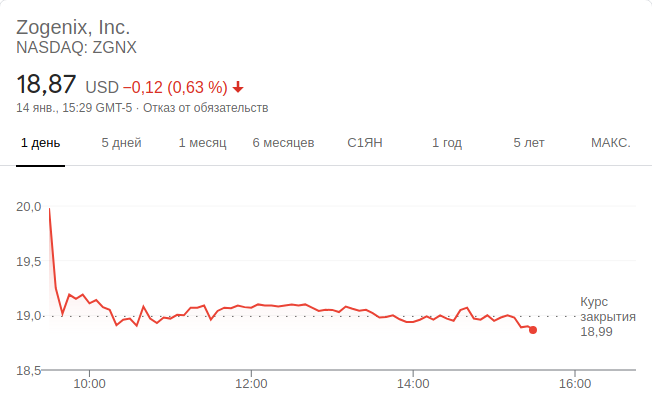 Zogenix, Inc.
NASDAQ: ZGNX
18,87 USD −0,12 (0,63 %)
14 янв., 15:29 GMT-5 · Отказ от обязательств
1 день 5 дней 1 месяц 6 месяцев С1ЯН 1 год 5 лет МАКС.
20,0
19,5
19,0
18,5
Курс
закрытия
18,99
10:00 12:00 14:00 16:00